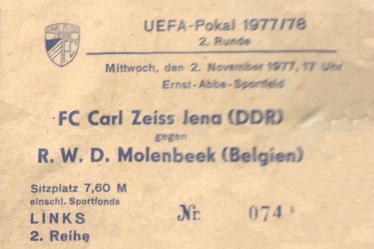 UEFA-Pokal 1977/78
2. Runde
Mittwoch, den 2. November 1977, 17 Uhr
Ernst-Abbe-Sportfeld
FC Carl Zeiss Jena (DDR)
gegen
R. W. D. Molenbeek (Belgien)
Sitzplatz 7,60 M
einschl. Sportfonds
LINKS
2. Reihe
Nr. 074